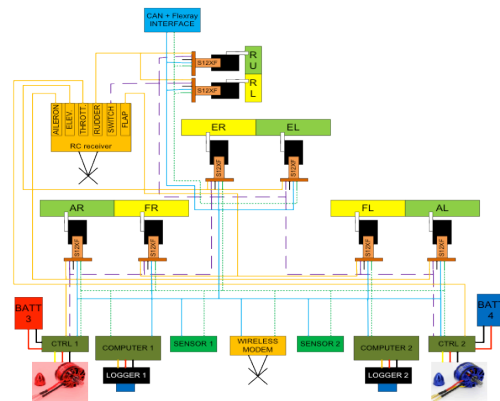 CAN + Flexray
INTERFACE
S12XF
R
U
S12XF
R
L
AILERON
ELEV
THROTT
RUDDER
SWITCH
FLAP
RC receiver
ER
EL
S12XF
S12XF
AR
FR
FL
AL
S12XF
S12XF
S12XF
S12XF
BATT
3
BATT
4
CTRL 1
COMPUTER 1
SENSOR 1
WIRELESS
MODEM
SENSOR 2
COMPUTER 2
CTRL 2
LOGGER 1
LOGGER 2